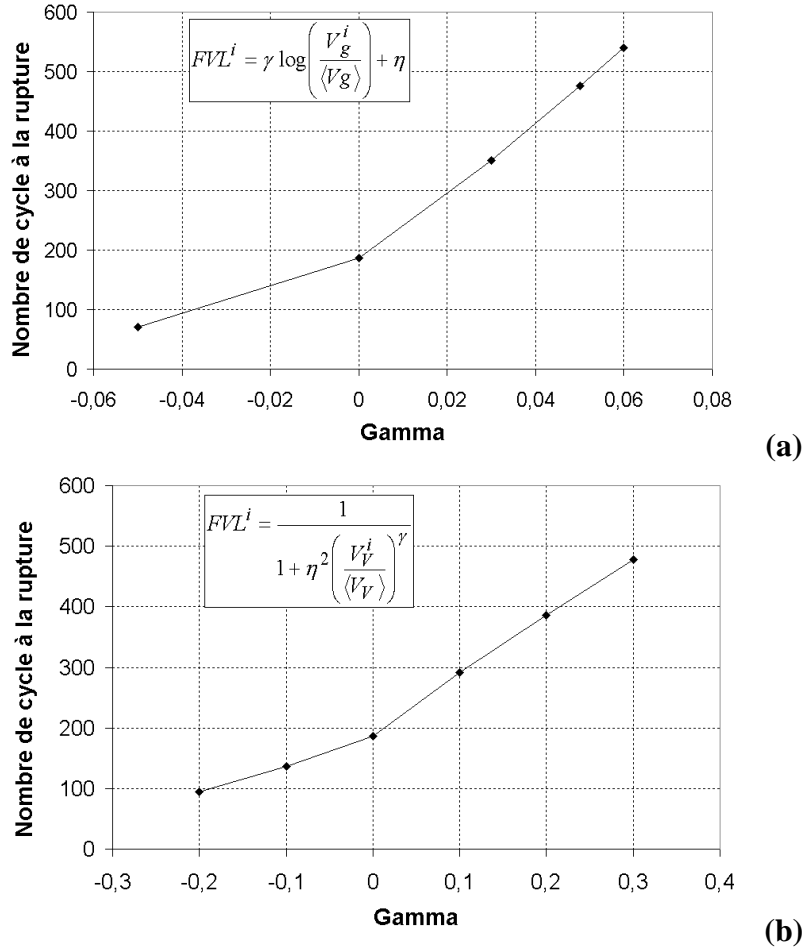 600
500
400
300
200
100
0
Nombre de cycle à la rupture
FVL^i = γ log(V_g^i / ⟨Vg⟩) + η
-0,06 -0,04 -0,02 0 0,02 0,04 0,06 0,08
Gamma
(a)
600
500
400
300
200
100
0
Nombre de cycle à la rupture
FVL^i = 1 / (1 + η^2 (V_V^i / ⟨V_V⟩)^γ)
-0,3 -0,2 -0,1 0 0,1 0,2 0,3 0,4
Gamma
(b)